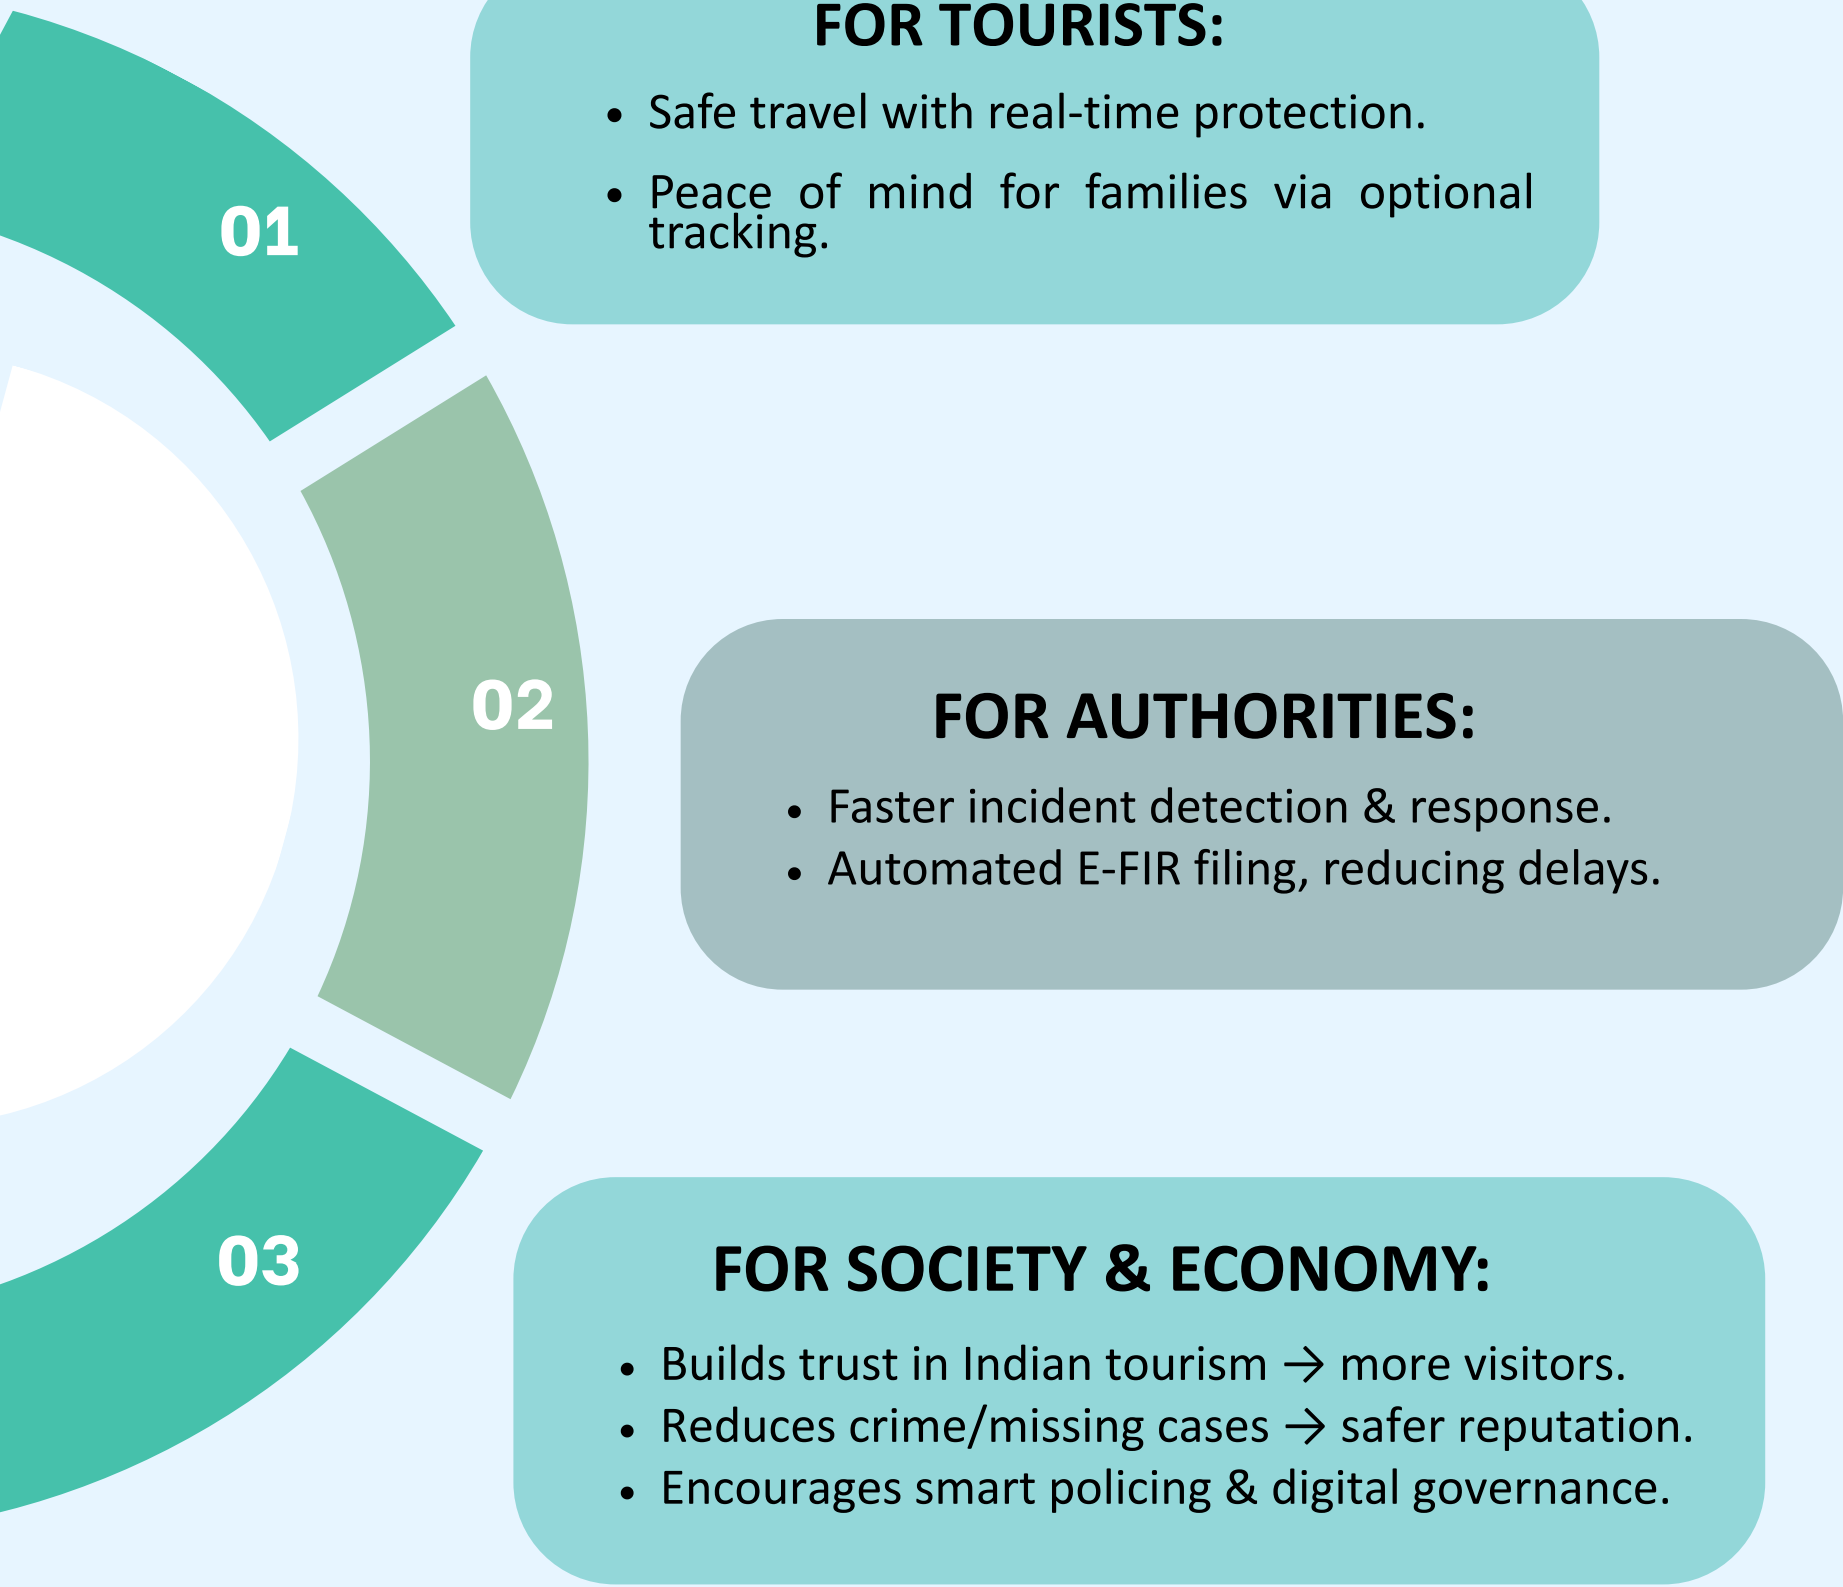 01
FOR TOURISTS:
• Safe travel with real-time protection.
• Peace of mind for families via optional
tracking.
02
FOR AUTHORITIES:
• Faster incident detection & response.
• Automated E-FIR filing, reducing delays.
03
FOR SOCIETY & ECONOMY:
• Builds trust in Indian tourism → more visitors.
• Reduces crime/missing cases → safer reputation.
• Encourages smart policing & digital governance.